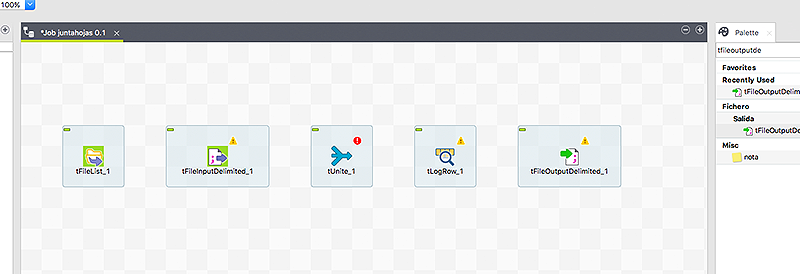 100%
*Job juntahojas 0.1
Palette
tfileoutputde
Favorites
Recently Used
tFileOutputDelim
Fichero
Salida
tFileOutputDelim
Misc
nota
tFileList_1
tFileInputDelimited_1
tUnite_1
tLogRow_1
tFileOutputDelimited_1